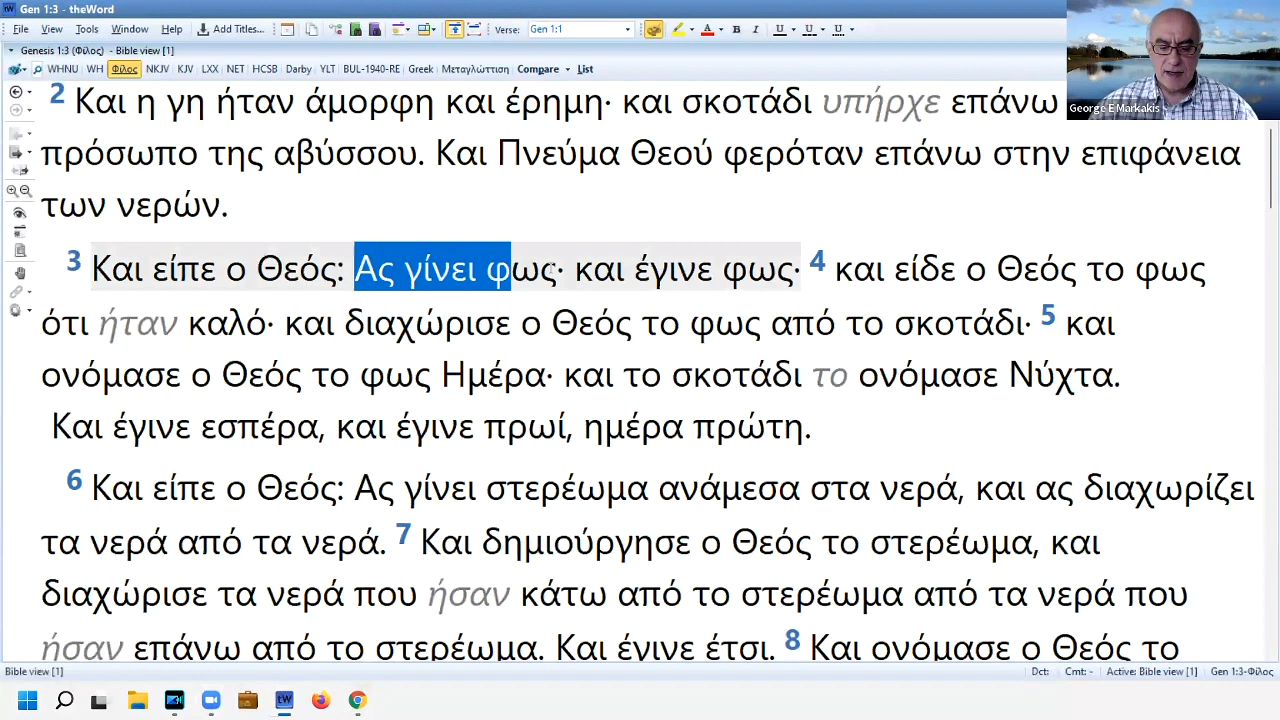 Gen 1:3 - theWord
File View Tools Window Help Add Titles... Verse: Gen 1:1 B I U U U
Genesis 1:3 (Φίλος) - Bible view [1]
WHNU WH Φίλος NKJV KJV LXX NET HCSB Darby YLT BUL-1940-RB Greek Μεταγλώττιση Compare List
George E Markakis
2 Και η γη ήταν άμορφη και έρημη· και σκοτάδι υπήρχε επάνω
πρόσωπο της αβύσσου. Και Πνεύμα Θεού φερόταν επάνω στην επιφάνεια
των νερών.
3 Και είπε ο Θεός: Ας γίνει φως· και έγινε φως· 4 και είδε ο Θεός το φως
ότι ήταν καλό· και διαχώρισε ο Θεός το φως από το σκοτάδι· 5 και
ονόμασε ο Θεός το φως Ημέρα· και το σκοτάδι το ονόμασε Νύχτα.
Και έγινε εσπέρα, και έγινε πρωί, ημέρα πρώτη.
6 Και είπε ο Θεός: Ας γίνει στερέωμα ανάμεσα στα νερά, και ας διαχωρίζει
τα νερά από τα νερά. 7 Και δημιούργησε ο Θεός το στερέωμα, και
διαχώρισε τα νερά που ήσαν κάτω από το στερέωμα από τα νερά που
ήσαν επάνω από το στερέωμα. Και έγινε έτσι. 8 Και ονόμασε ο Θεός το
Bible view [1] Dct: Cmt: - Active: Bible view [1] Gen 1:3-Φίλος